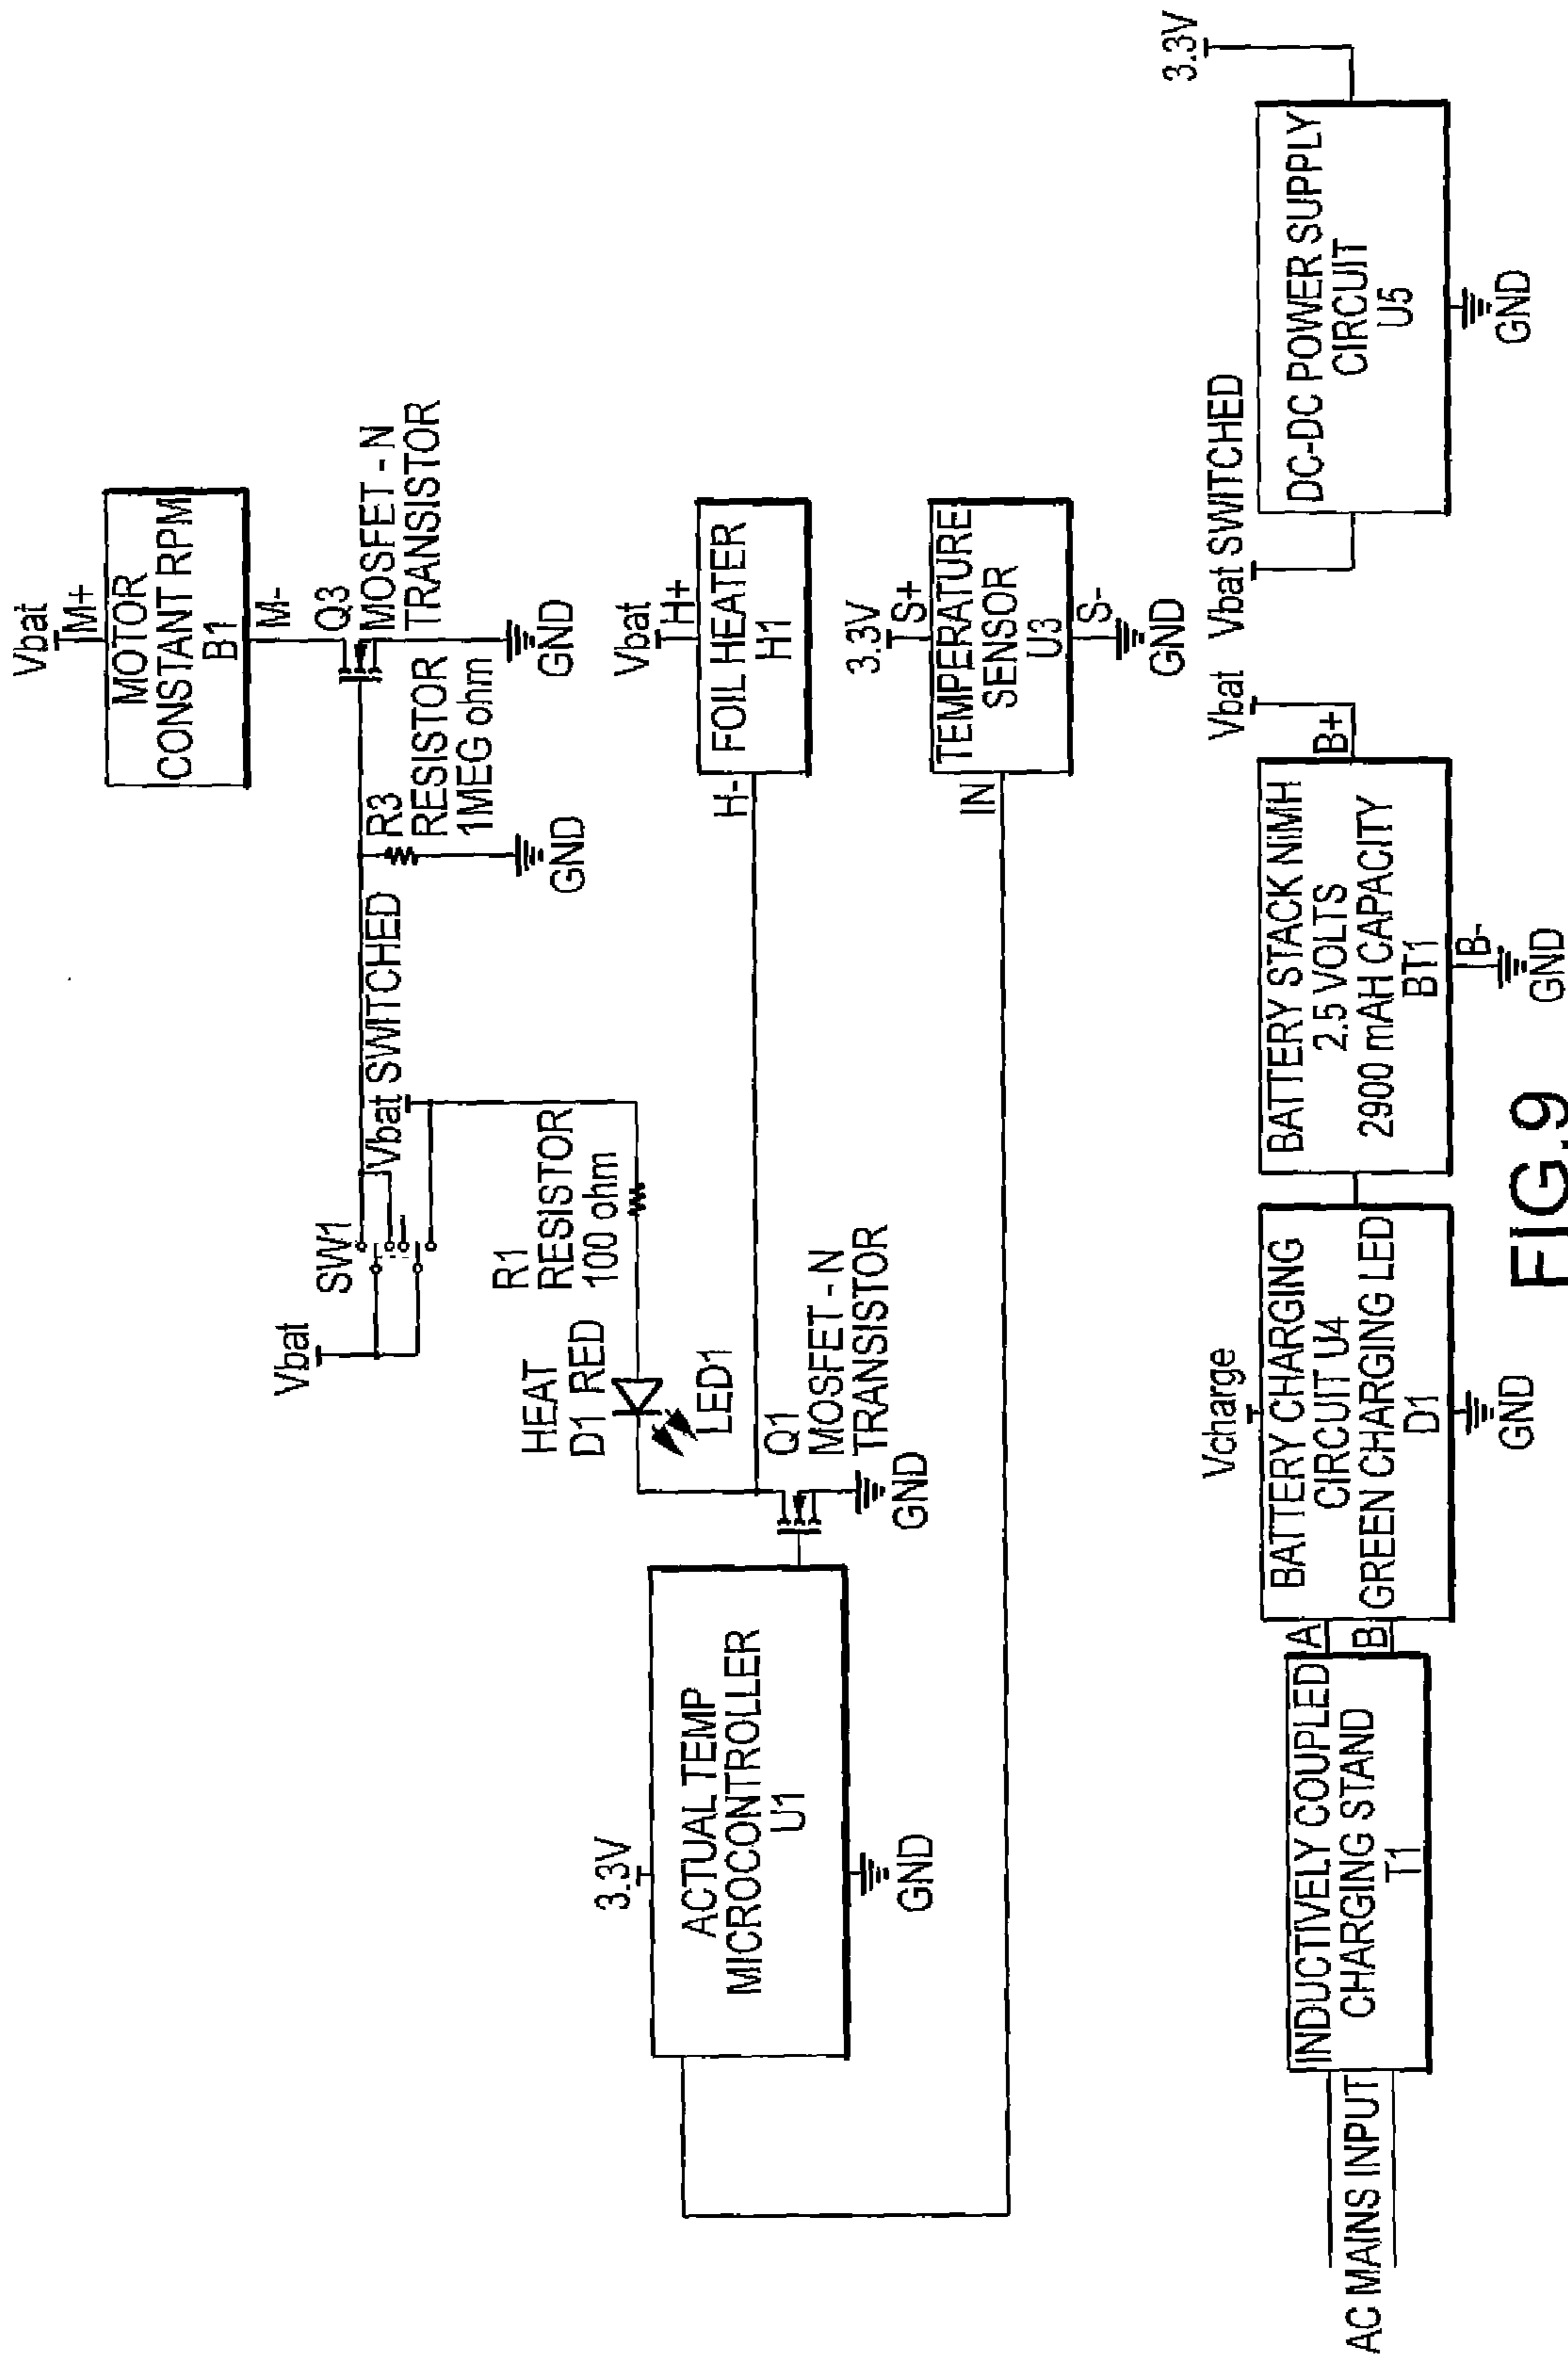 Vbat
M+
MOTOR
CONSTANT RPM
B1
M-
Q3
MOSFET - N
TRANSISTOR
GND
R3
RESISTOR
1MEG ohm
GND
Vbat SWITCHED
SW1
Vbat
R1
RESISTOR
100 ohm
HEAT
D1 RED
LED1
Vbat
H+
FOIL HEATER
H1
H-
Q1
MOSFET - N
TRANSISTOR
GND
3.3V
ACTUAL TEMP
MICROCONTROLLER
U1
GND
3.3V
S+
TEMPERATURE
SENSOR
U3
IN
S-
GND
AC MAINS INPUT
INDUCTIVELY COUPLED
CHARGING STAND
T1
A
B
Vcharge
BATTERY CHARGING
CIRCUIT U4
GREEN CHARGING LED
D1
GND
BATTERY STACK NiMH
2.5 VOLTS
2900 mAH CAPACITY
BT1
B-
GND
B+
Vbat
Vbat SWITCHED
DC-DC POWER SUPPLY
CIRCUIT
U5
GND
3.3V
FIG.9